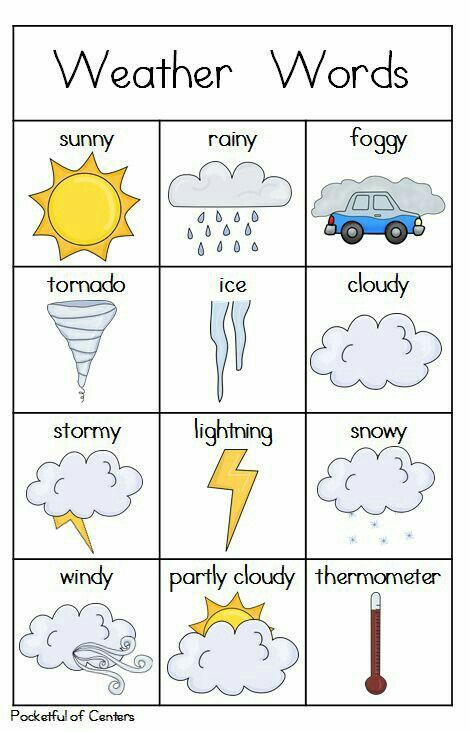 Weather Words
sunny rainy foggy
tornado ice cloudy
stormy lightning snowy
windy partly cloudy thermometer
Pocketful of Centers